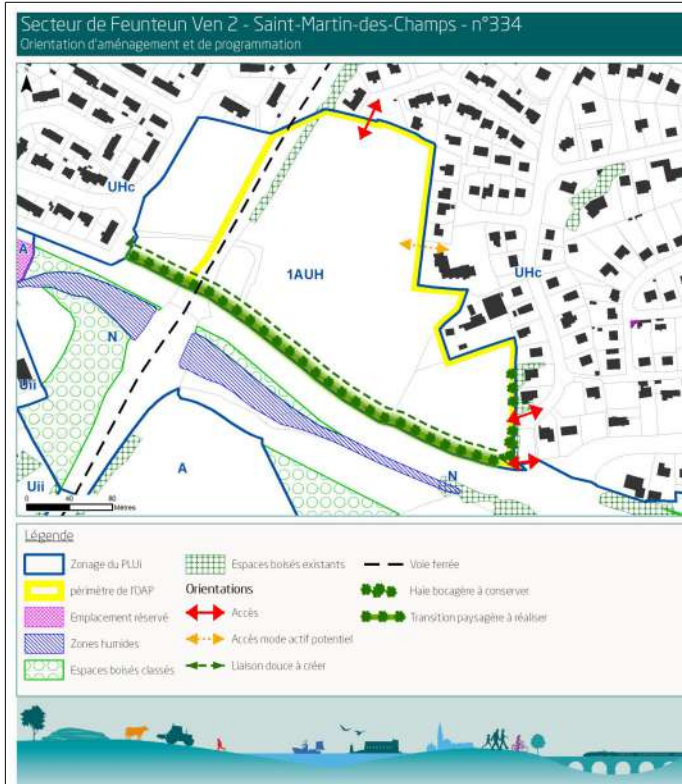 Secteur de Feunteun Ven 2 - Saint-Martin-des-Champs - n°334
Orientation d'aménagement et de programmation
UHc
A
1AUH
UHc
N
Uii
A
N
Uii
0 40 80
Mètres
Légende
Zonage du PLUi
périmètre de l'OAP
Emplacement réservé
Zones humides
Espaces boisés classés
Espaces boisés existants
Orientations
Accès
Accès mode actif potentiel
Liaison douce à créer
Voie ferrée
Haie bocagère à conserver
Transition paysagère à réaliser